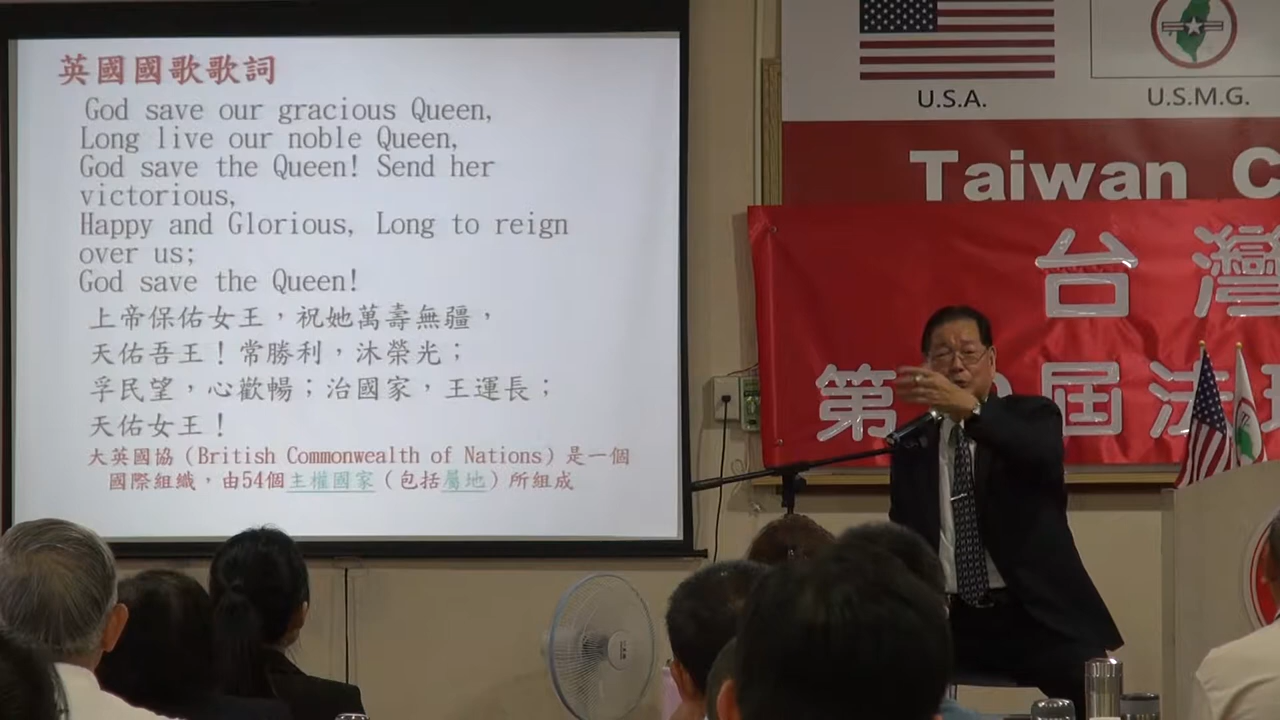 英國國歌歌詞
God save our gracious Queen,
Long live our noble Queen,
God save the Queen! Send her
victorious,
Happy and Glorious, Long to reign
over us;
God save the Queen!
上帝保佑女王，祝她萬壽無疆，
天佑吾王！常勝利，沐榮光；
孚民望，心歡暢；治國家，王運長；
天佑女王！
大英國協（British Commonwealth of Nations）是一個
國際組織，由54個主權國家（包括屬地）所組成
U.S.A.
U.S.M.G.
Taiwan C
台灣
第 屆法